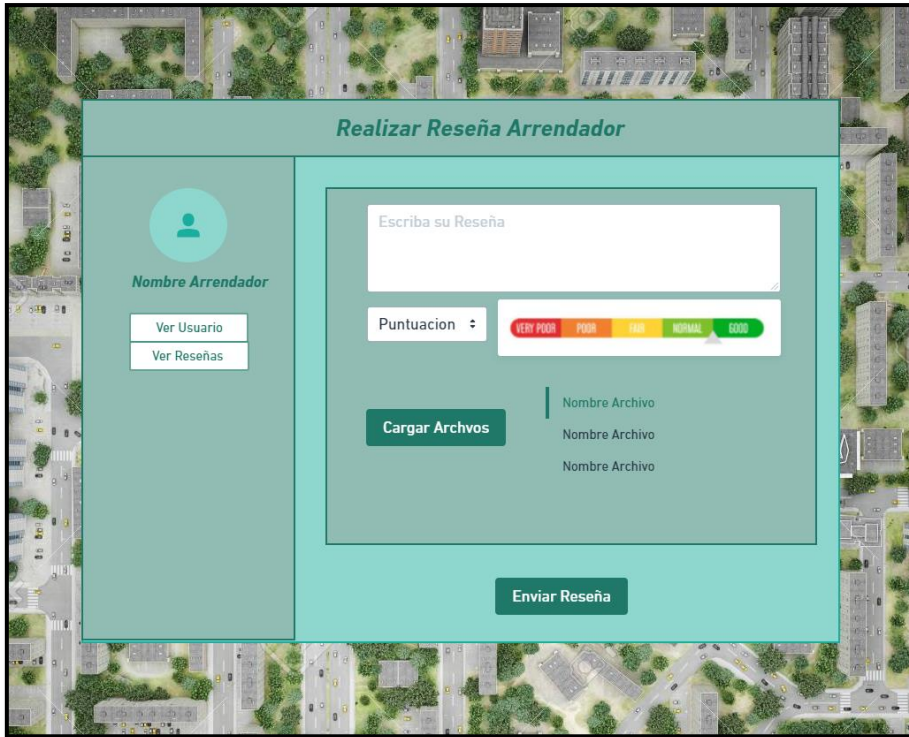 Realizar Reseña Arrendador
Nombre Arrendador
Ver Usuario
Ver Reseñas
Escriba su Reseña
Puntuacion
VERY POOR POOR FAIR NORMAL GOOD
Cargar Archvos
Nombre Archivo
Nombre Archivo
Nombre Archivo
Enviar Reseña